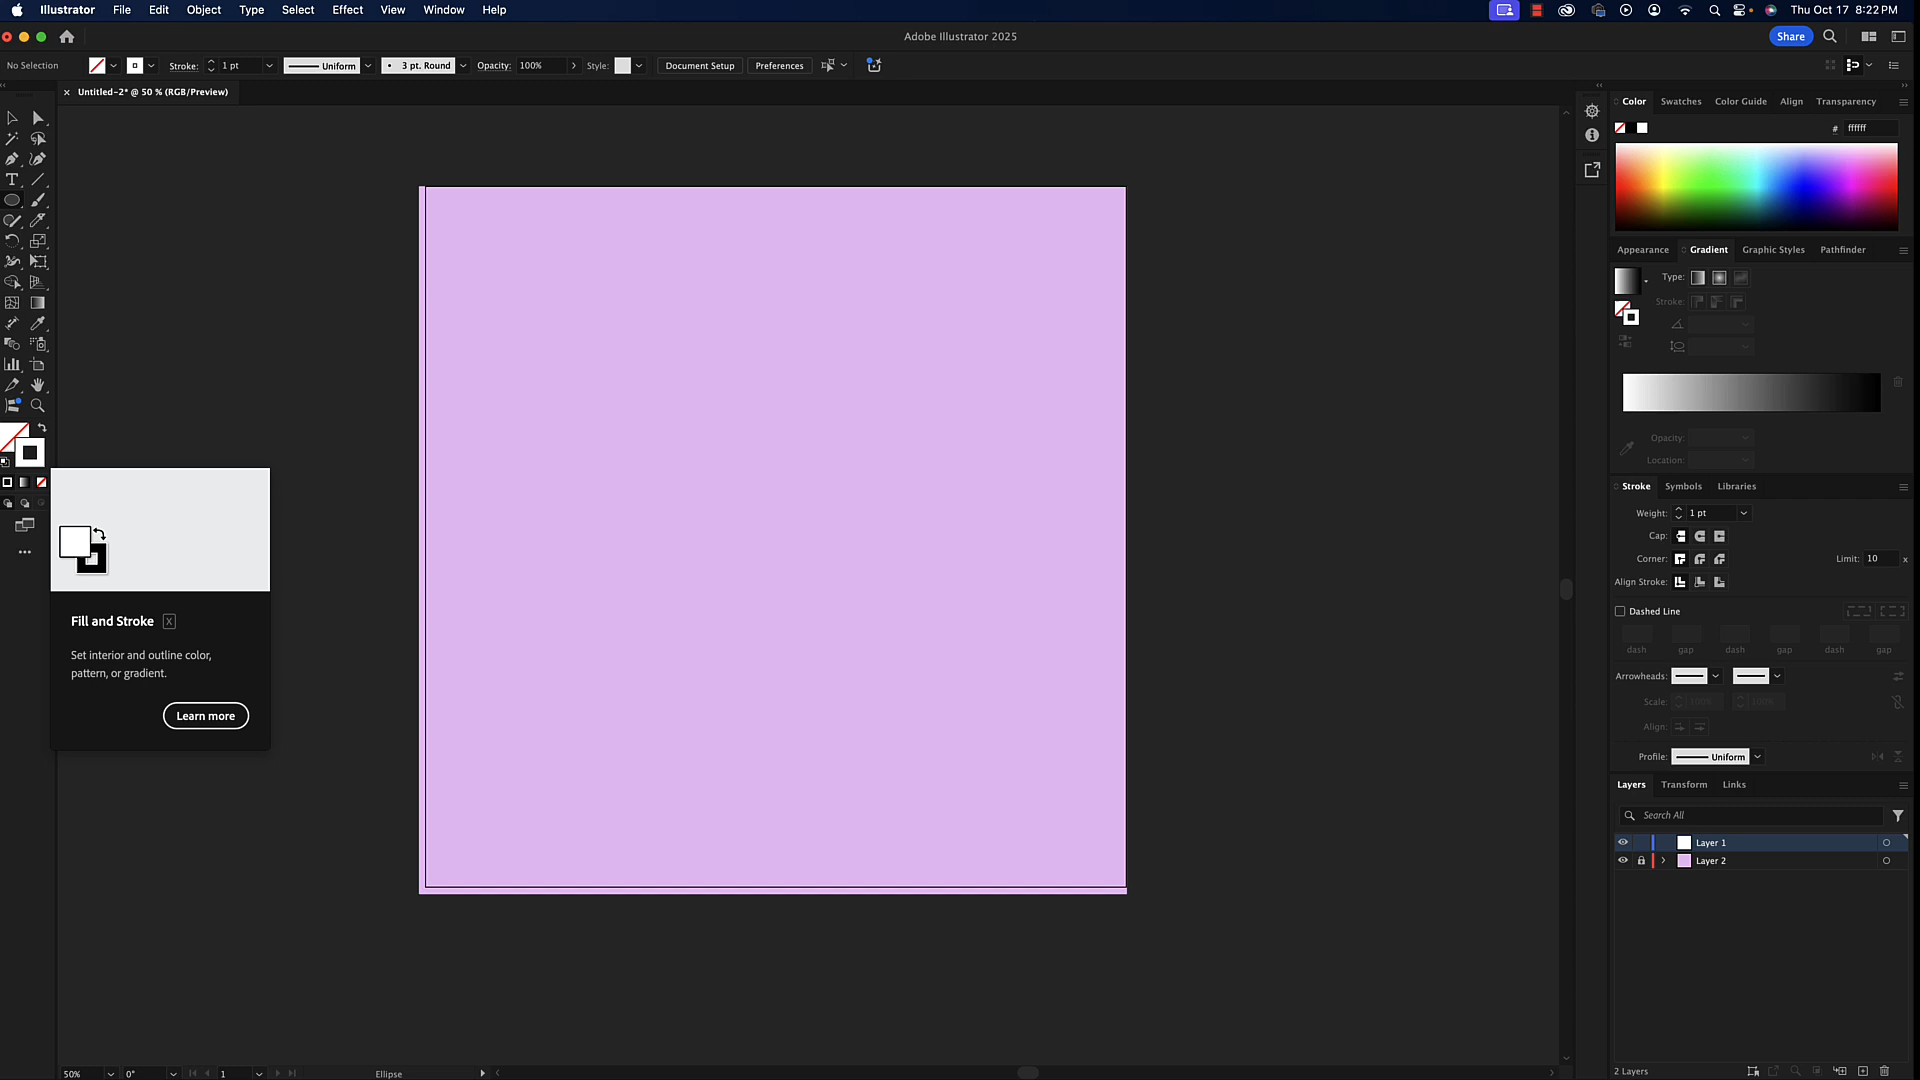 Illustrator File Edit Object Type Select Effect View Window Help Thu Oct 17 8:22 PM
Adobe Illustrator 2025 Share
No Selection Stroke: 1 pt Uniform 3 pt. Round Opacity: 100% Style: Document Setup Preferences
× Untitled-2* @ 50 % (RGB/Preview)
Color Swatches Color Guide Align Transparency
# ffffff
Appearance Gradient Graphic Styles Pathfinder
Type:
Stroke:
Opacity:
Location:
Stroke Symbols Libraries
Weight: 1 pt
Cap:
Corner: Limit: 10 x
Align Stroke:
Dashed Line
dash gap dash gap dash gap
Arrowheads:
Scale: 100% 100%
Align:
Profile: Uniform
Layers Transform Links
Search All
Layer 1
Layer 2
2 Layers
Fill and Stroke X
Set interior and outline color,
pattern, or gradient.
Learn more
50% 0° 1 Ellipse